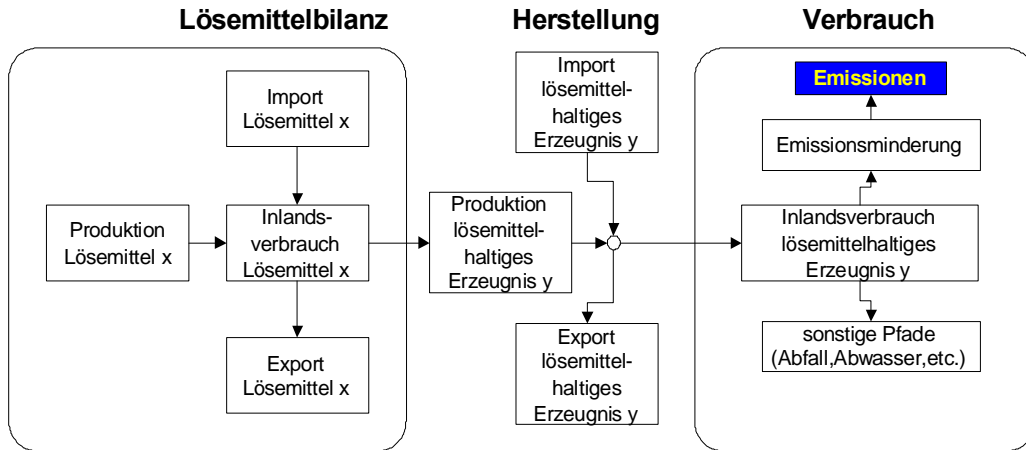 Lösemittelbilanz
Herstellung
Verbrauch
Import
Lösemittel x
Produktion
Lösemittel x
Inlands-
verbrauch
Lösemittel x
Export
Lösemittel x
Import
lösemittel-
haltiges
Erzeugnis y
Produktion
lösemittel-
haltiges
Erzeugnis y
Export
lösemittel-
haltiges
Erzeugnis y
Emissionen
Emissionsminderung
Inlandsverbrauch
lösemittelhaltiges
Erzeugnis y
sonstige Pfade
(Abfall,Abwasser,etc.)